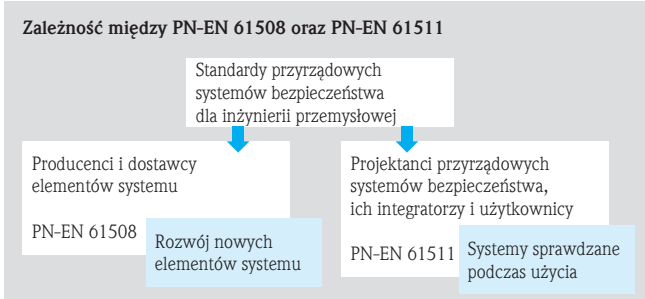 Zależność między PN-EN 61508 oraz PN-EN 61511
Standardy przyrządowych
systemów bezpieczeństwa
dla inżynierii przemysłowej
Producenci i dostawcy
elementów systemu
PN-EN 61508
Rozwój nowych
elementów systemu
Projektanci przyrządowych
systemów bezpieczeństwa,
ich integratorzy i użytkownicy
PN-EN 61511
Systemy sprawdzane
podczas użycia